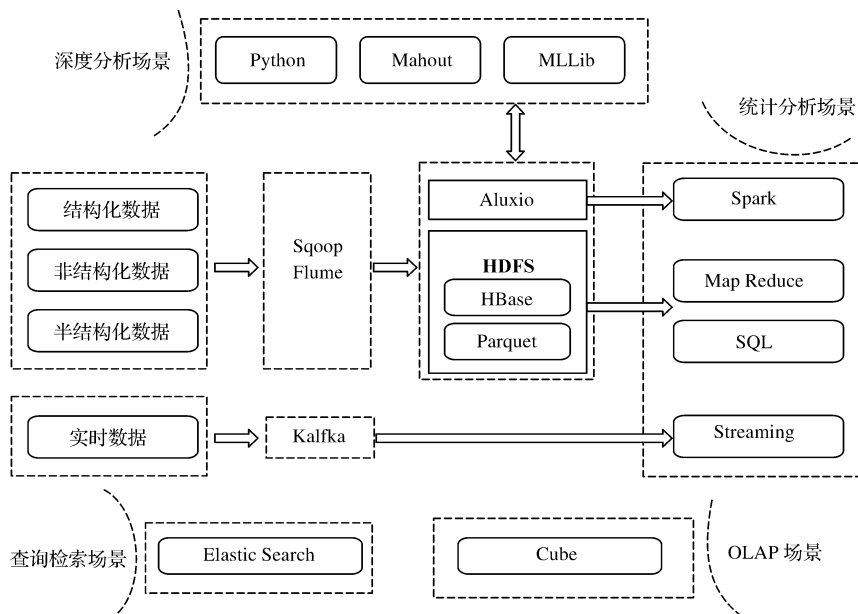 深度分析场景
Python
Mahout
MLLib
统计分析场景
结构化数据
非结构化数据
半结构化数据
Sqoop
Flume
Aluxio
HDFS
HBase
Parquet
Spark
Map Reduce
SQL
实时数据
Kalfka
Streaming
查询检索场景
Elastic Search
Cube
OLAP 场景